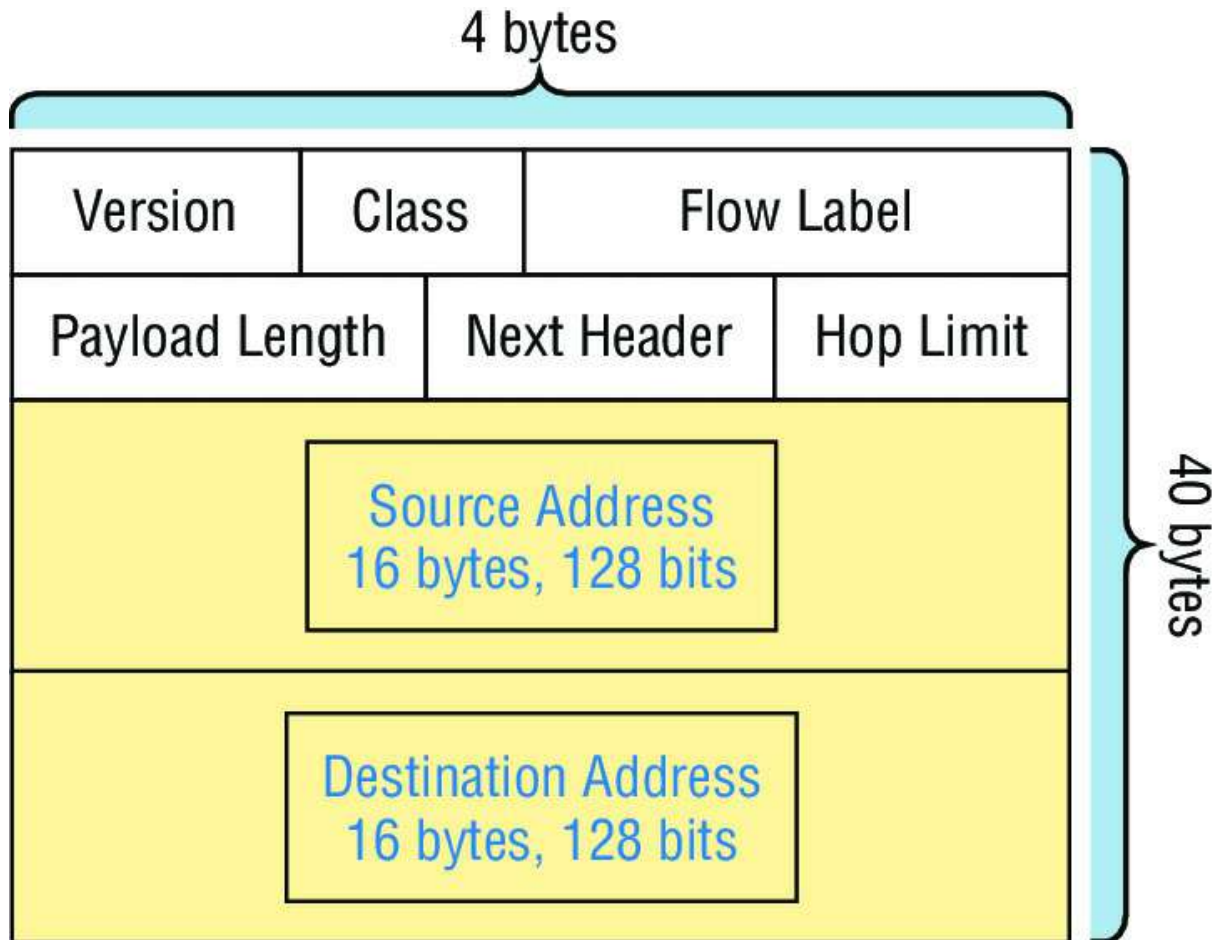 4 bytes
Version Class Flow Label
Payload Length Next Header Hop Limit
Source Address
16 bytes, 128 bits
Destination Address
16 bytes, 128 bits
40 bytes